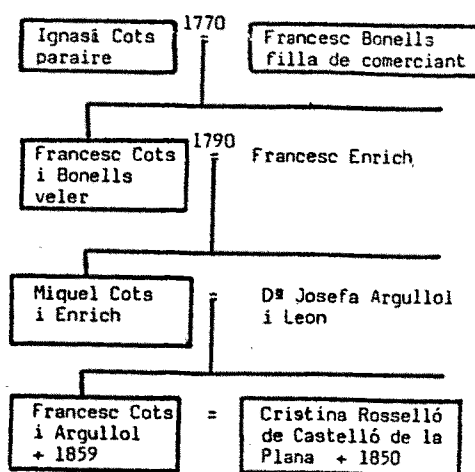 Ignasi Cots
paraire
1770
=
Francesc Bonells
filla de comerciant
Francesc Cots
i Bonells
veler
1790
=
Francesc Enrich
Miquel Cots
i Enrich
=
Dª Josefa Argullol
i Leon
Francesc Cots
i Argullol
+ 1859
=
Cristina Rosselló
de Castelló de la
Plana + 1850